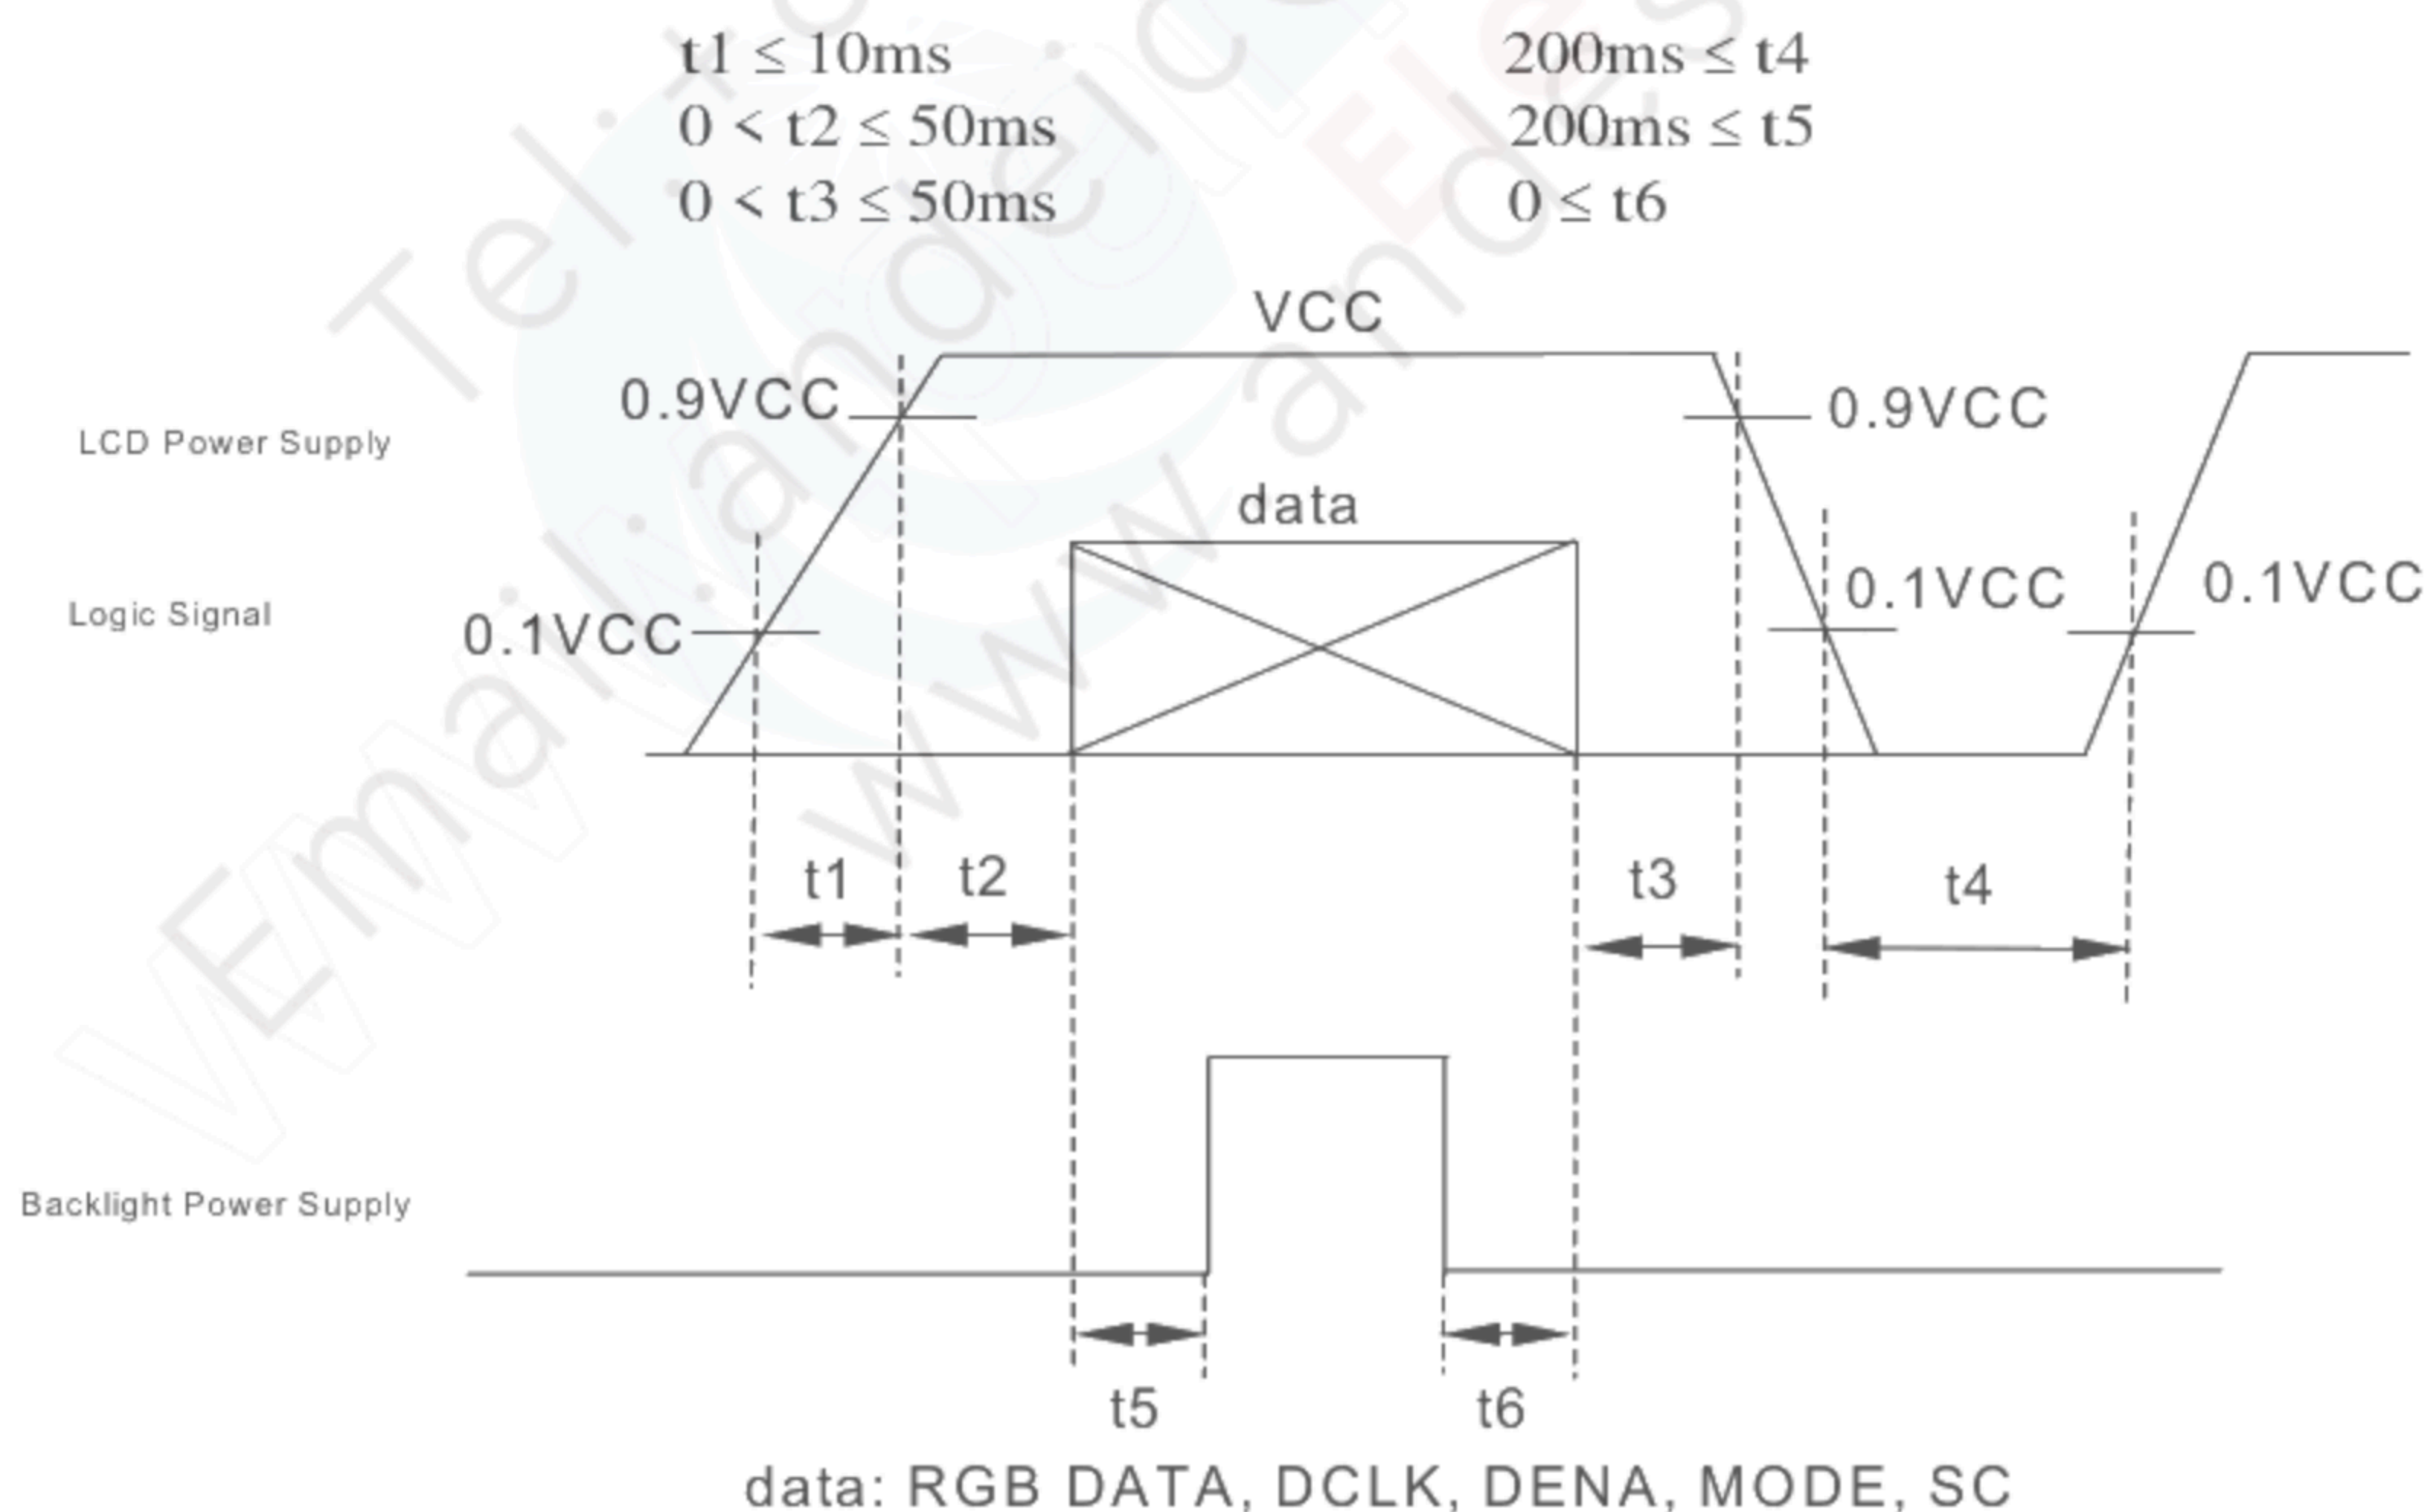 t1 ≤ 10ms
200ms ≤ t4
0 < t2 ≤ 50ms
200ms ≤ t5
0 < t3 ≤ 50ms
0 ≤ t6
VCC
0.9VCC
0.9VCC
LCD Power Supply
data
Logic Signal
0.1VCC
0.1VCC
0.1VCC
t1
t2
t3
t4
Backlight Power Supply
t5
t6
data: RGB DATA, DCLK, DENA, MODE, SC
Tel:
Email: